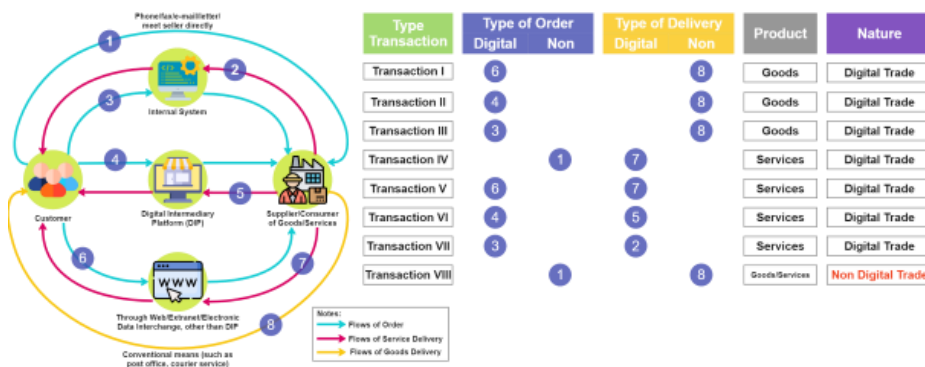 Phone/fax/e-mail/letter/
meet seller directly
1
2
Internal System
3
4
5
Customer
Digital Intermediary
Platform (DIP)
Supplier/Consumer
of Goods/Services
6
7
WWW
Through Web/Extranet/Electronic
Data Interchange, other than DIP
8
Conventional means (such as
post office, courier service)
Notes:
Flows of Order
Flows of Service Delivery
Flows of Goods Delivery
Type
Transaction
Type of Order
Digital Non
Type of Delivery
Digital Non
Product
Nature
Transaction I 6 8 Goods Digital Trade
Transaction II 4 8 Goods Digital Trade
Transaction III 3 8 Goods Digital Trade
Transaction IV 1 7 Services Digital Trade
Transaction V 6 7 Services Digital Trade
Transaction VI 4 5 Services Digital Trade
Transaction VII 3 2 Services Digital Trade
Transaction VIII 1 8 Goods/Services Non Digital Trade